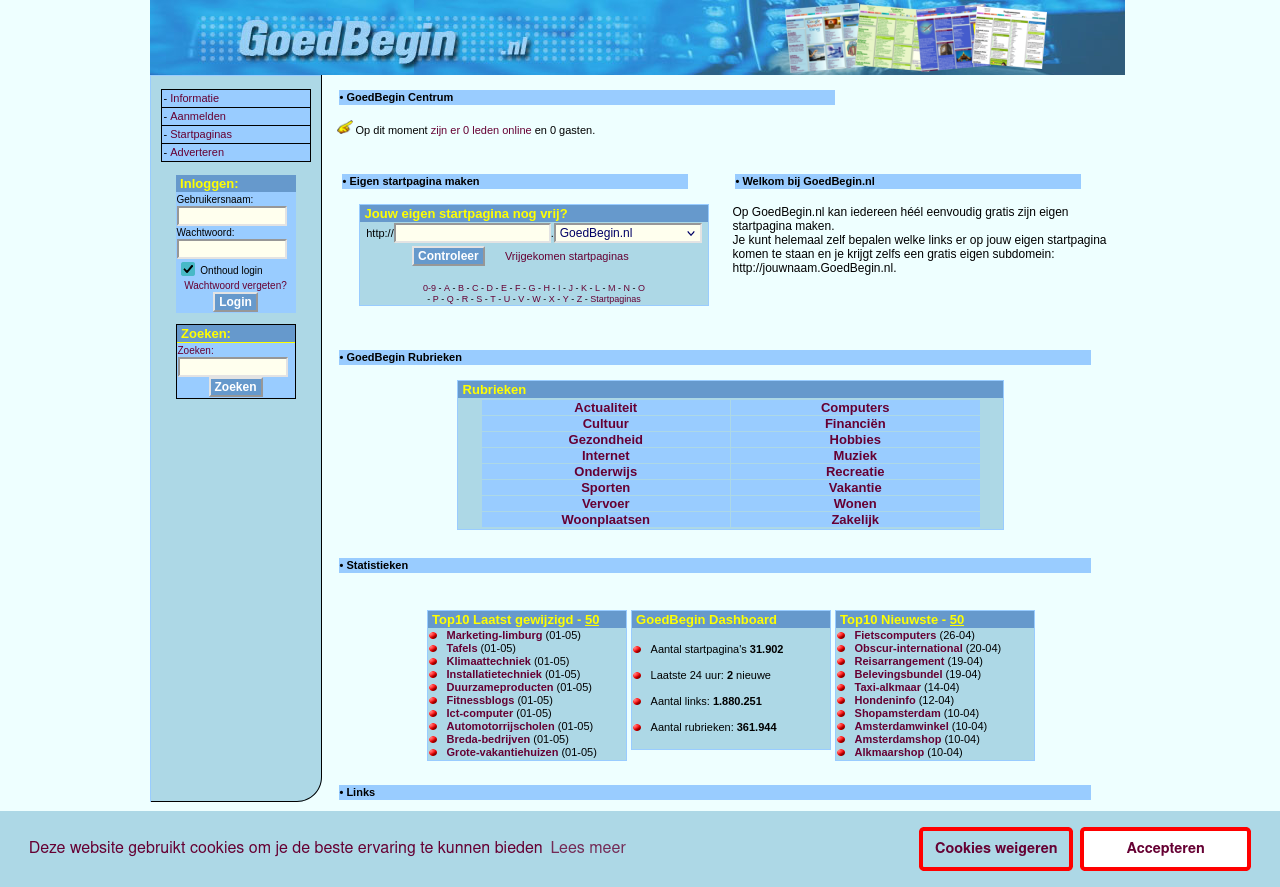 GoedBegin .nl
- Informatie
- Aanmelden
- Startpaginas
- Adverteren
Inloggen:
Gebruikersnaam:
Wachtwoord:
Onthoud login
Wachtwoord vergeten?
Login
Zoeken:
Zoeken:
Zoeken
• GoedBegin Centrum
Op dit moment zijn er 0 leden online en 0 gasten.
• Eigen startpagina maken
Jouw eigen startpagina nog vrij?
http:// . GoedBegin.nl
Controleer Vrijgekomen startpaginas
0-9 - A - B - C - D - E - F - G - H - I - J - K - L - M - N - O
- P - Q - R - S - T - U - V - W - X - Y - Z - Startpaginas
• Welkom bij GoedBegin.nl
Op GoedBegin.nl kan iedereen héél eenvoudig gratis zijn eigen
startpagina maken.
Je kunt helemaal zelf bepalen welke links er op jouw eigen startpagina
komen te staan en je krijgt zelfs een gratis eigen subdomein:
http://jouwnaam.GoedBegin.nl.
• GoedBegin Rubrieken
Rubrieken
Actualiteit Computers
Cultuur Financiën
Gezondheid Hobbies
Internet Muziek
Onderwijs Recreatie
Sporten Vakantie
Vervoer Wonen
Woonplaatsen Zakelijk
• Statistieken
Top10 Laatst gewijzigd - 50
Marketing-limburg (01-05)
Tafels (01-05)
Klimaattechniek (01-05)
Installatietechniek (01-05)
Duurzameproducten (01-05)
Fitnessblogs (01-05)
Ict-computer (01-05)
Automotorrijscholen (01-05)
Breda-bedrijven (01-05)
Grote-vakantiehuizen (01-05)
GoedBegin Dashboard
Aantal startpagina's 31.902
Laatste 24 uur: 2 nieuwe
Aantal links: 1.880.251
Aantal rubrieken: 361.944
Top10 Nieuwste - 50
Fietscomputers (26-04)
Obscur-international (20-04)
Reisarrangement (19-04)
Belevingsbundel (19-04)
Taxi-alkmaar (14-04)
Hondeninfo (12-04)
Shopamsterdam (10-04)
Amsterdamwinkel (10-04)
Amsterdamshop (10-04)
Alkmaarshop (10-04)
• Links
Deze website gebruikt cookies om je de beste ervaring te kunnen bieden Lees meer
Cookies weigeren
Accepteren